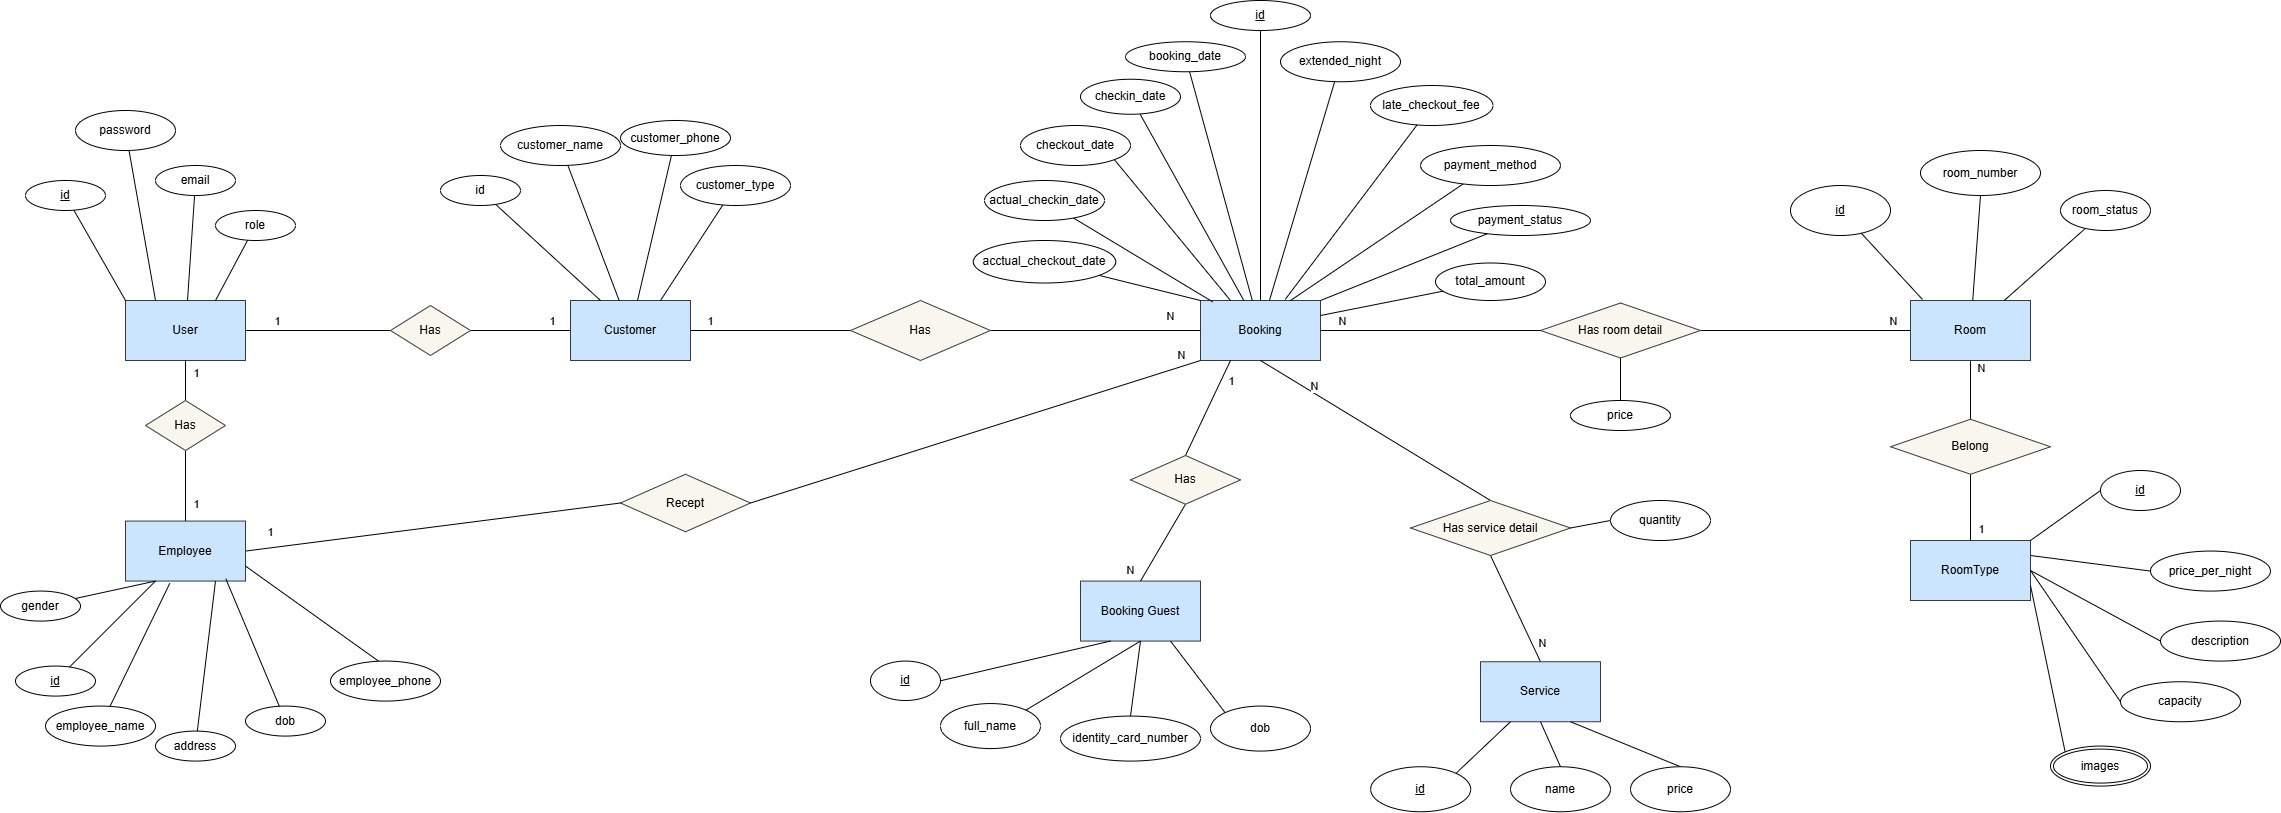 id
booking_date
extended_night
checkin_date
late_checkout_fee
password
customer_name
customer_phone
checkout_date
payment_method
room_number
email
id
customer_type
id
actual_checkin_date
payment_status
id
room_status
role
acctual_checkout_date
total_amount
User
1
Has
1
Customer
1
Has
N
Booking
N
Has room detail
N
Room
1
N
1
N
N
price
Has
Belong
Recept
Has
id
1
1
Has service detail
quantity
1
Employee
N
RoomType
price_per_night
gender
Booking Guest
description
N
id
employee_phone
id
Service
capacity
employee_name
dob
address
full_name
identity_card_number
dob
images
id
name
price